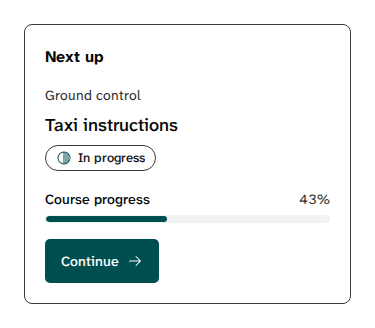 Next up
Ground control
Taxi instructions
In progress
Course progress 43%
Continue →